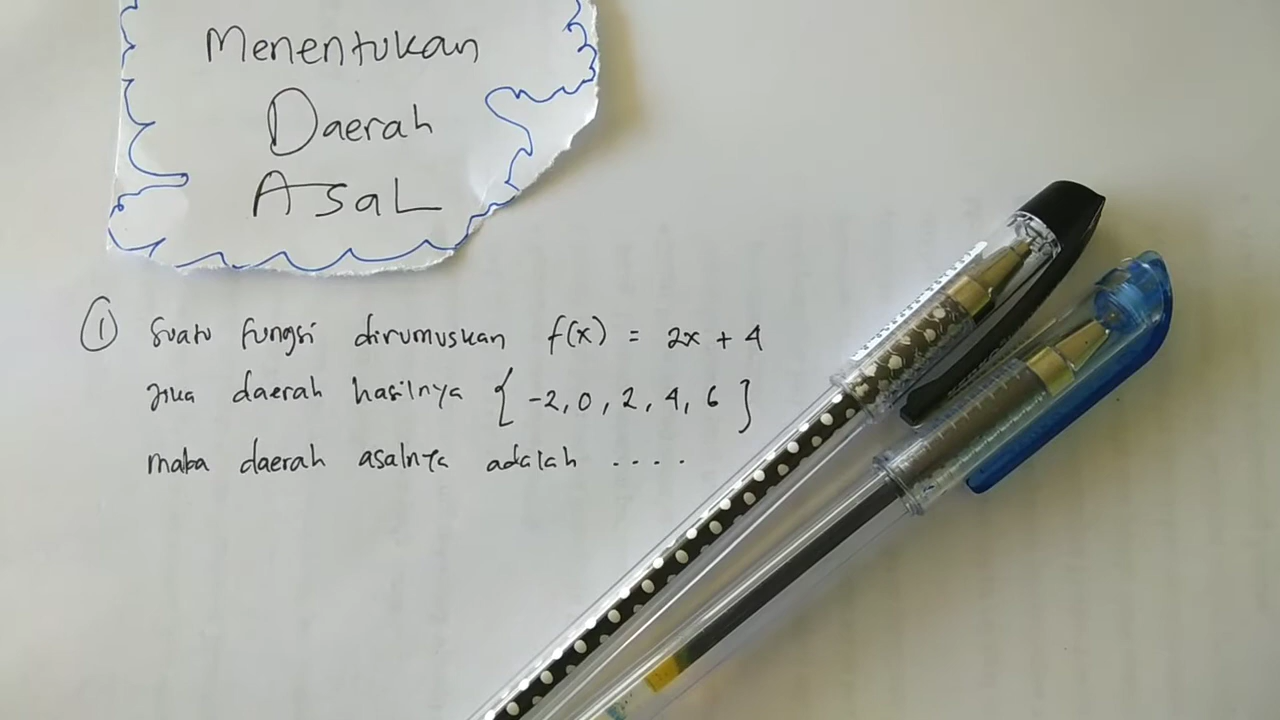 Menentukan
Daerah
Asal
① Suatu fungsi dirumuskan f(x) = 2x + 4
jika daerah hasilnya { -2, 0, 2, 4, 6 }
maka daerah asalnya adalah ....